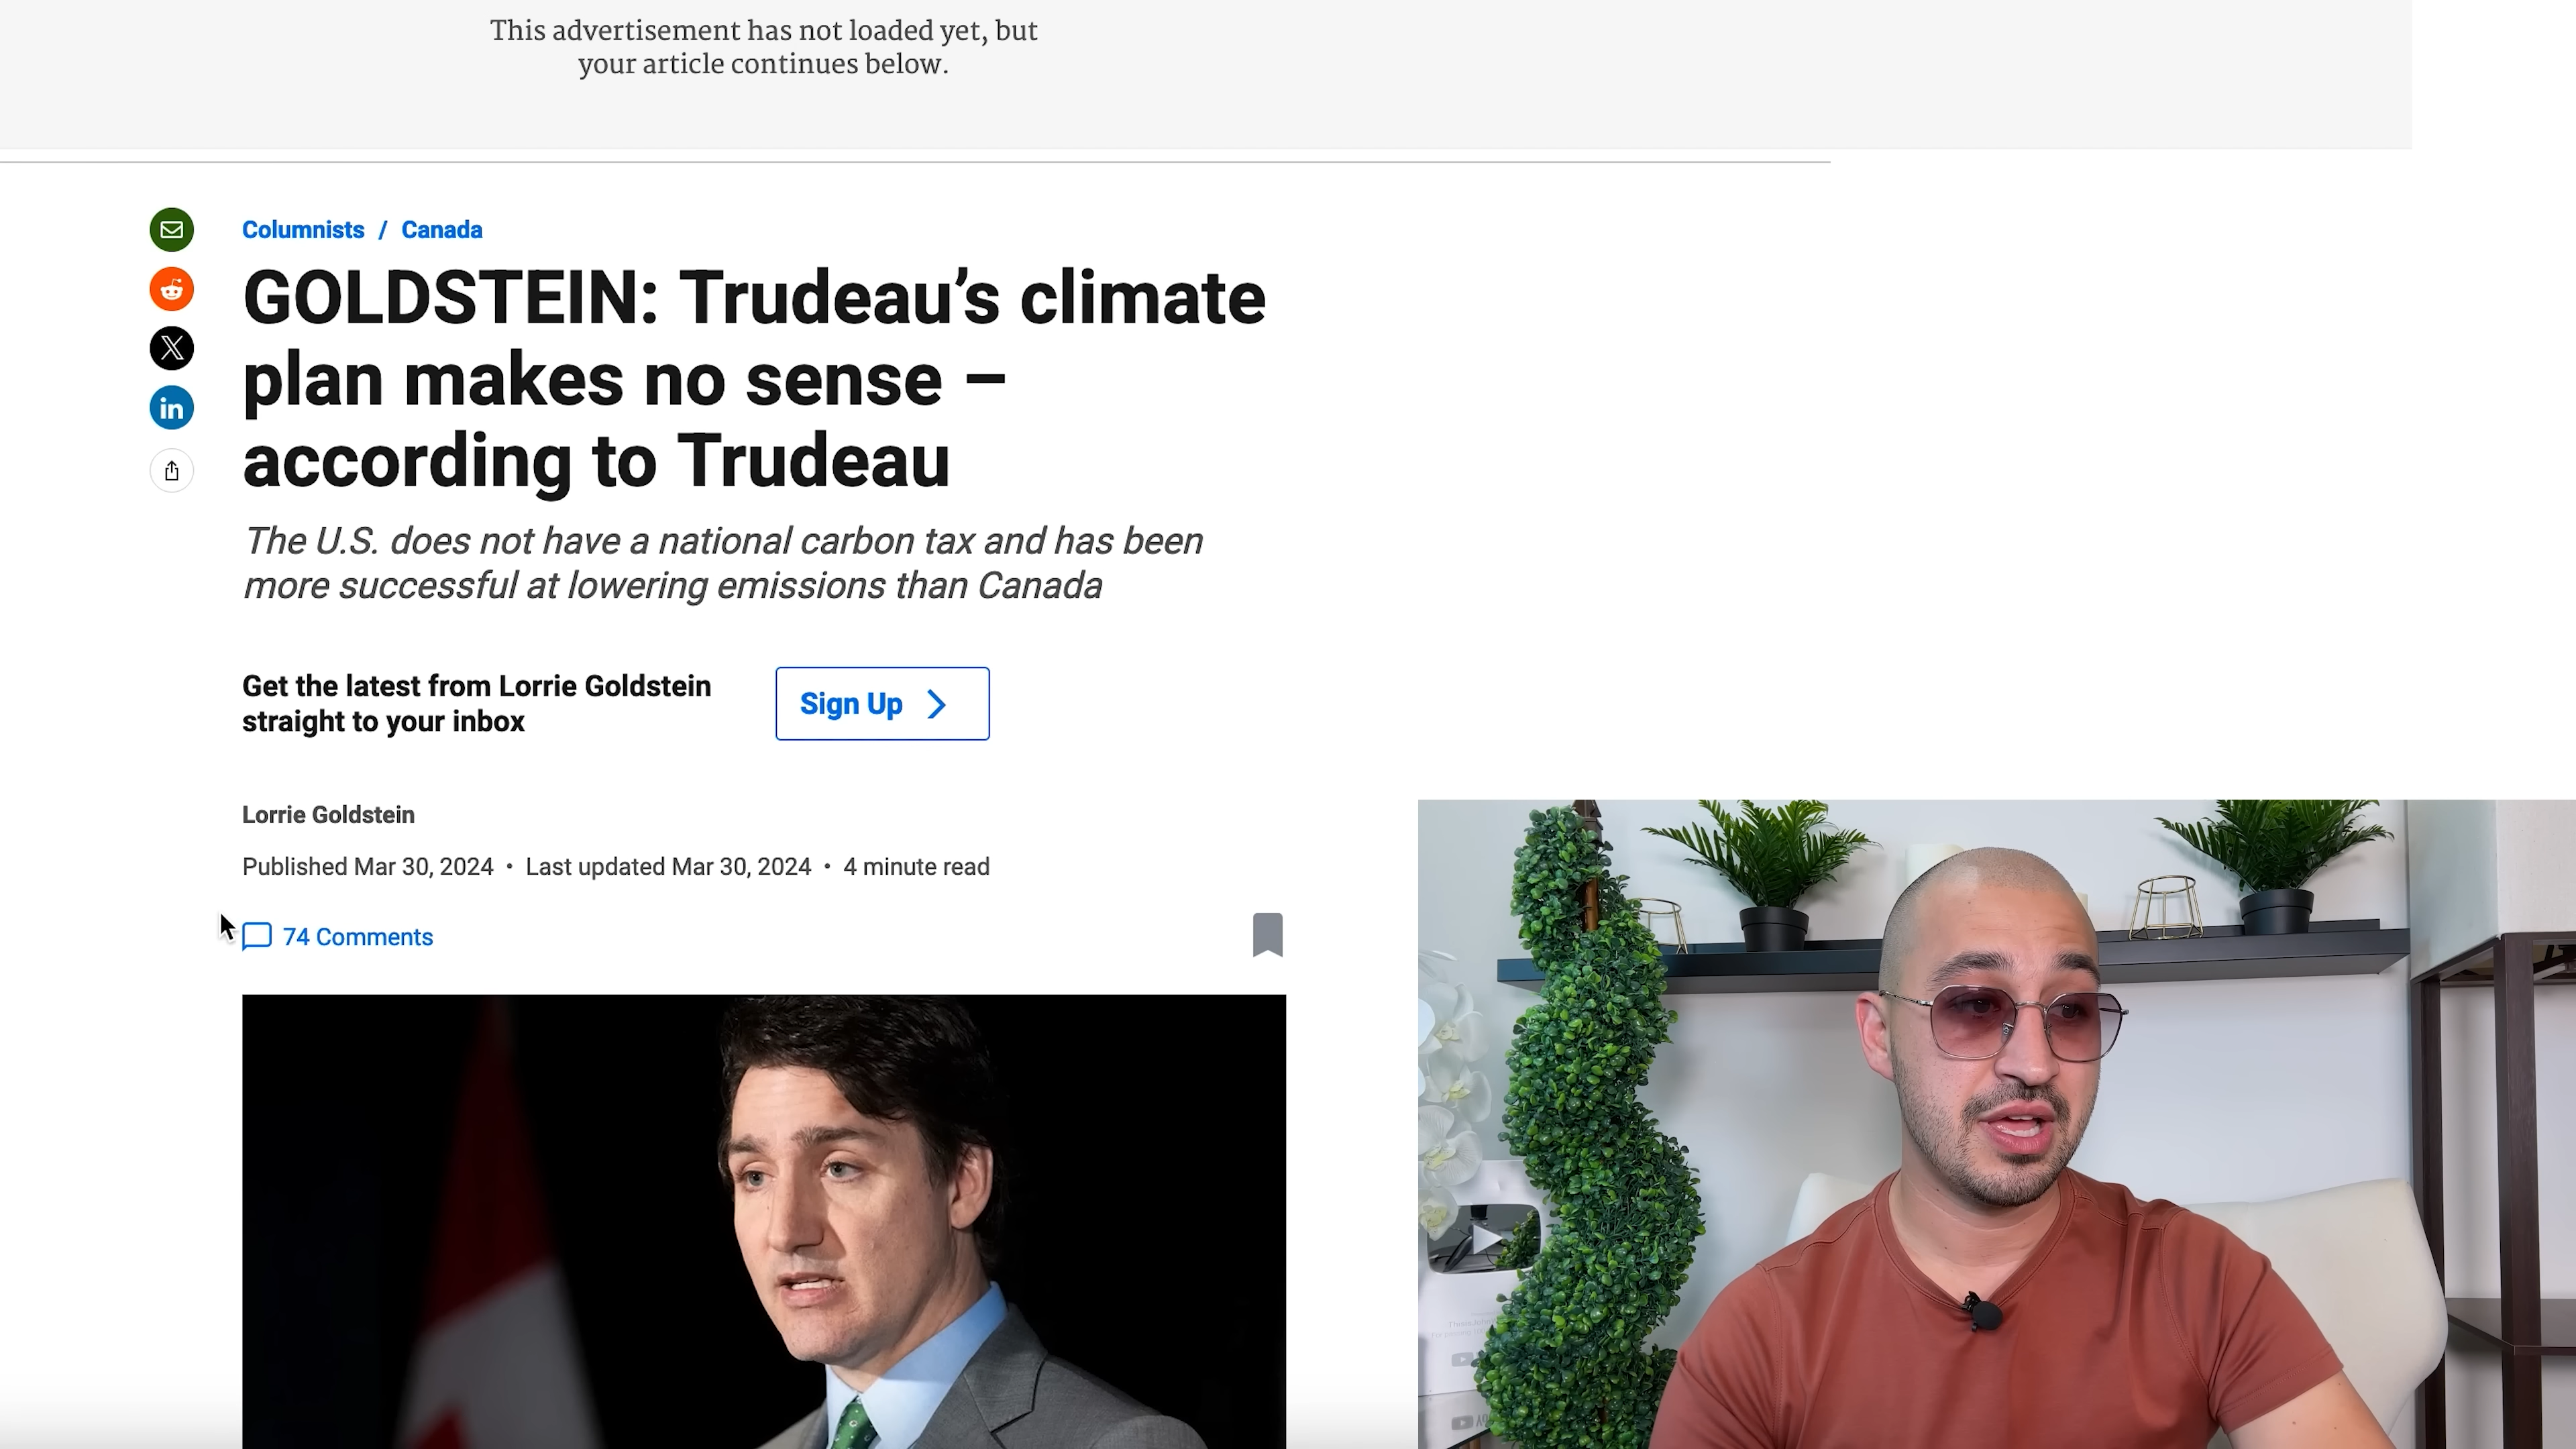 This advertisement has not loaded yet, but
your article continues below.
Columnists / Canada
GOLDSTEIN: Trudeau’s climate
plan makes no sense –
according to Trudeau
The U.S. does not have a national carbon tax and has been
more successful at lowering emissions than Canada
Get the latest from Lorrie Goldstein
straight to your inbox
Sign Up
Lorrie Goldstein
Published Mar 30, 2024 • Last updated Mar 30, 2024 • 4 minute read
74 Comments
in